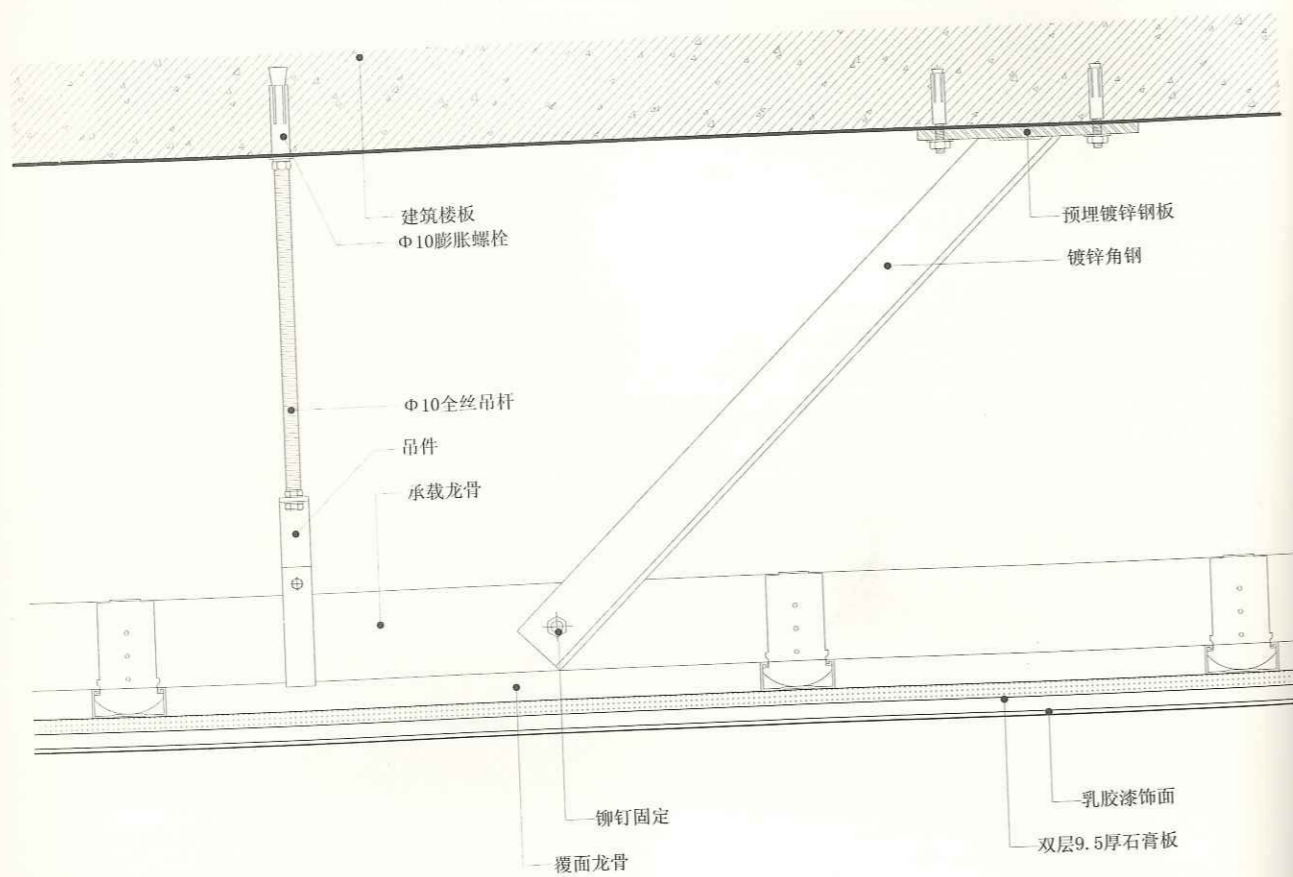 建筑楼板
Φ10膨胀螺栓
预埋镀锌钢板
镀锌角钢
Φ10全丝吊杆
吊件
承载龙骨
铆钉固定
覆面龙骨
乳胶漆饰面
双层9.5厚石膏板